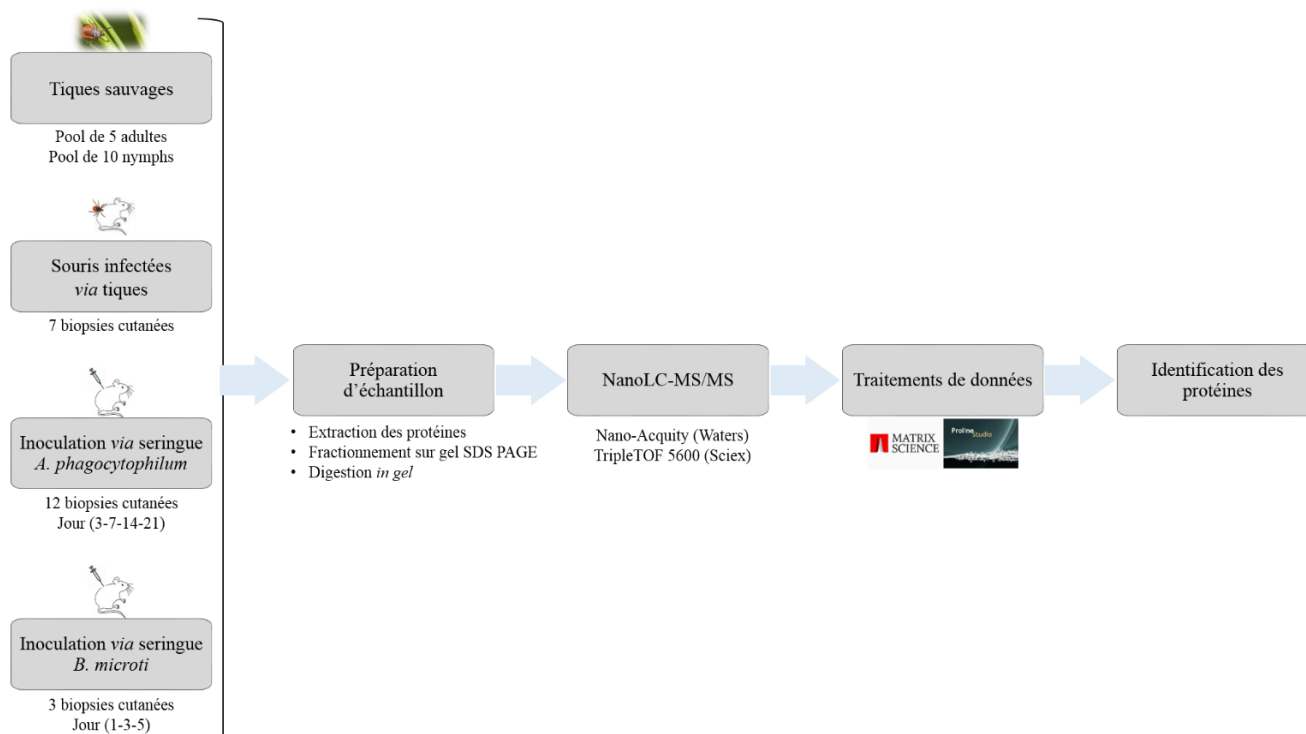 Tiques sauvages
Pool de 5 adultes
Pool de 10 nymphs
Souris infectées
via tiques
7 biopsies cutanées
Inoculation via seringue
A. phagocytophilum
12 biopsies cutanées
Jour (3-7-14-21)
Inoculation via seringue
B. microti
3 biopsies cutanées
Jour (1-3-5)
Préparation
d’échantillon
• Extraction des protéines
• Fractionnement sur gel SDS PAGE
• Digestion in gel
NanoLC-MS/MS
Nano-Acquity (Waters)
TripleTOF 5600 (Sciex)
Traitements de données
MATRIX
SCIENCE
Proline
Studio
Identification des
protéines